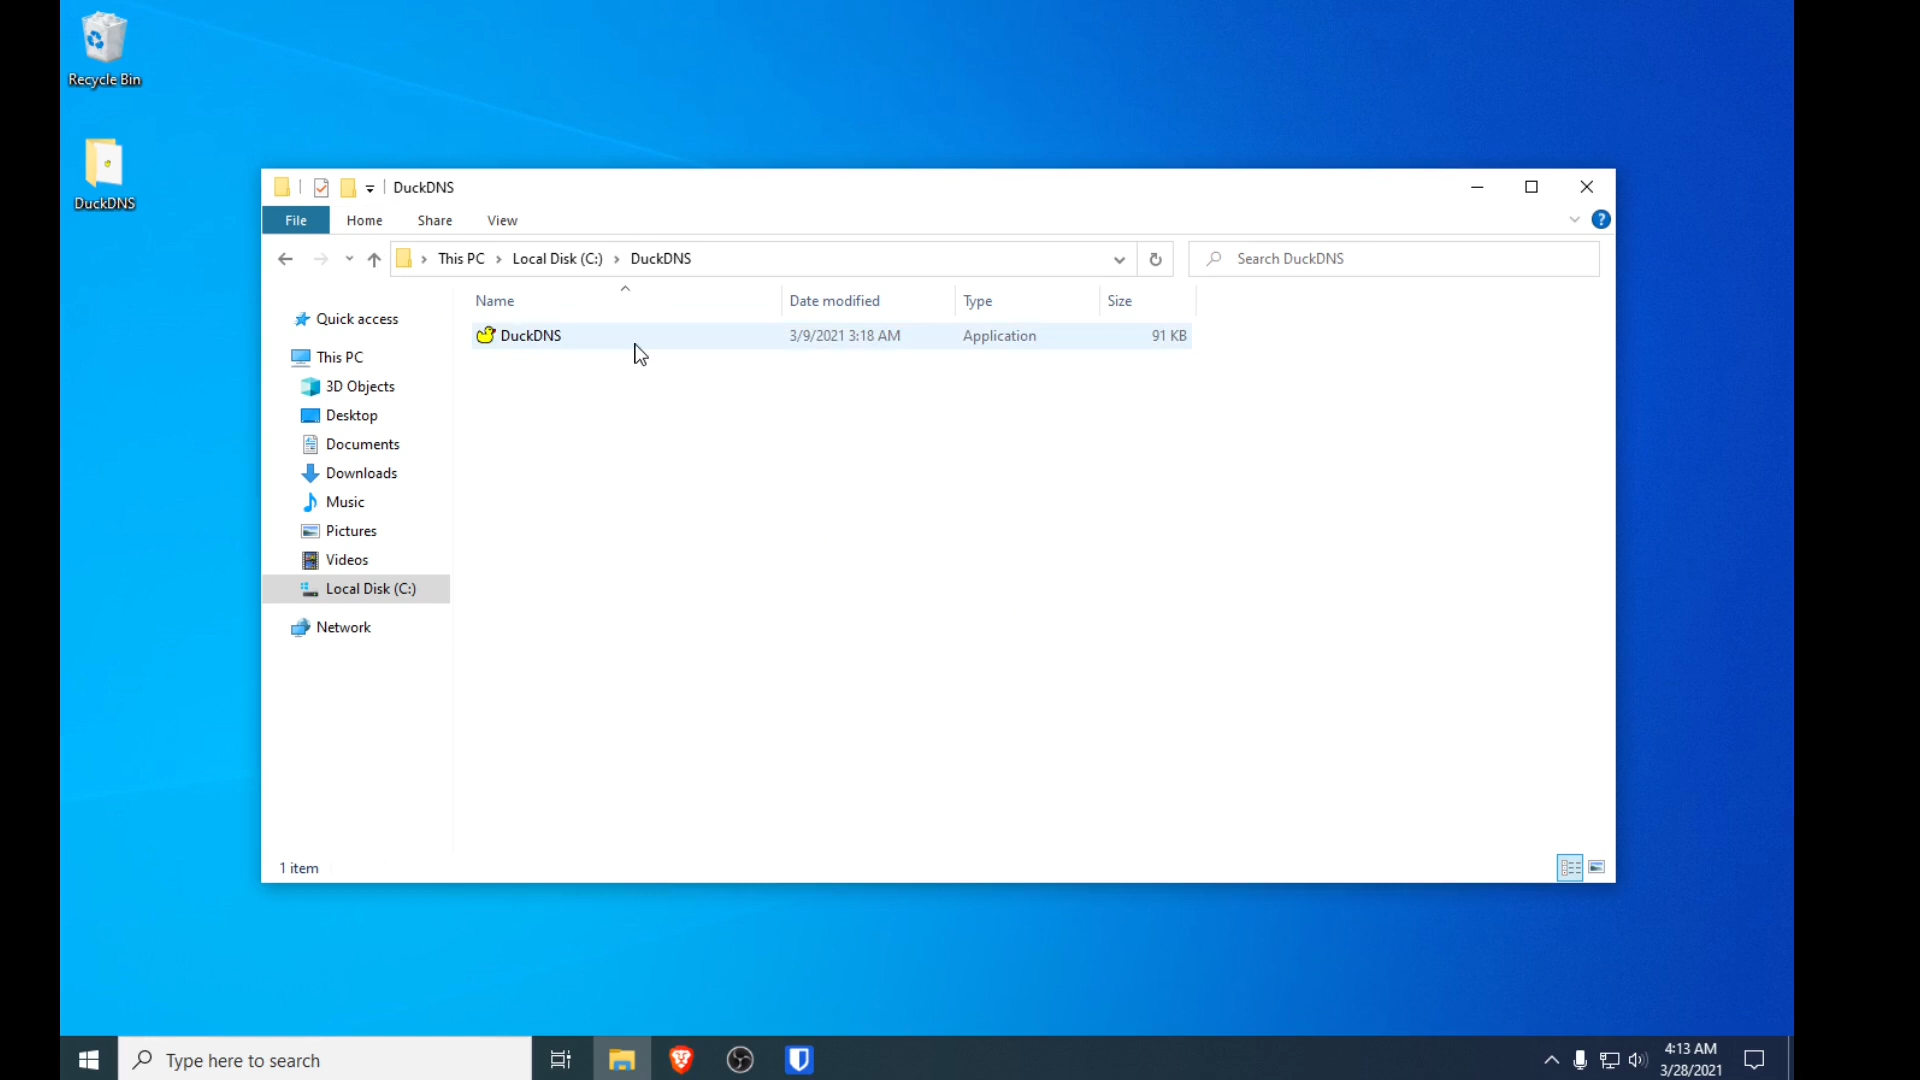 Recycle Bin
DuckDNS
DuckDNS
File Home Share View
?
This PC Local Disk (C:) DuckDNS
Search DuckDNS
Name Date modified Type Size
DuckDNS 3/9/2021 3:18 AM Application 91 KB
Quick access
This PC
3D Objects
Desktop
Documents
Downloads
Music
Pictures
Videos
Local Disk (C:)
Network
1 item
Type here to search
4:13 AM
3/28/2021